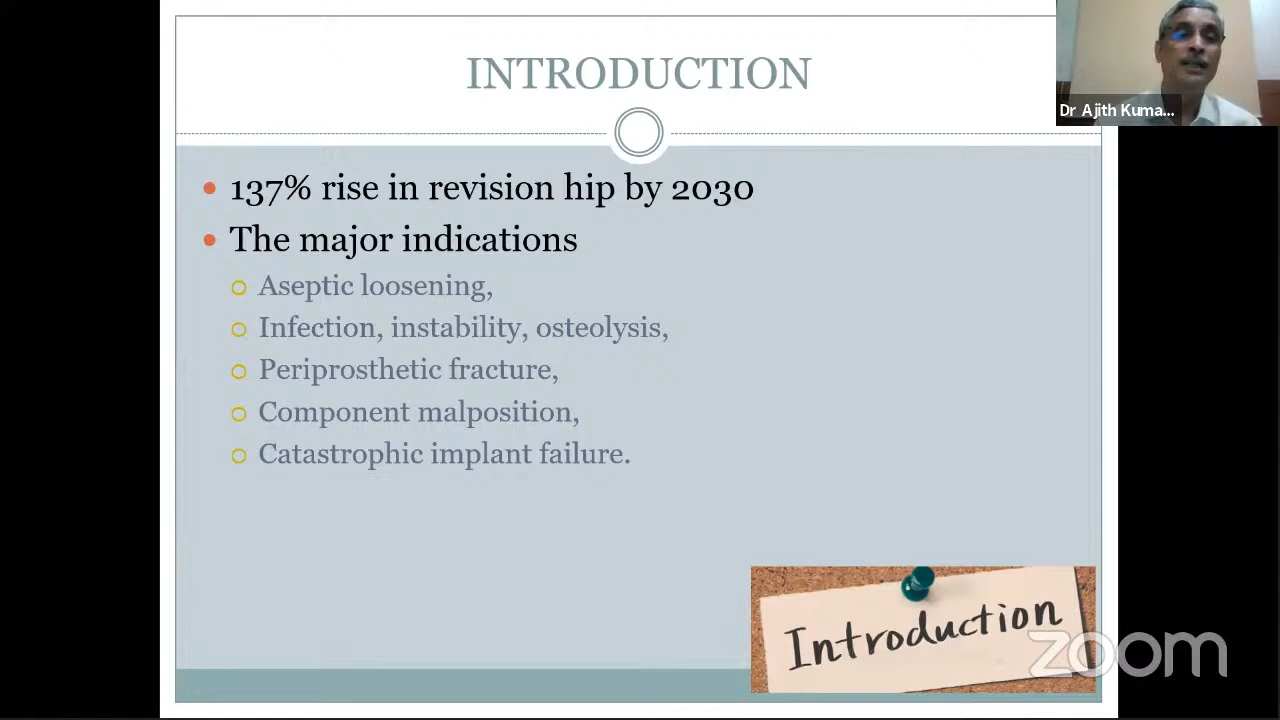 INTRODUCTION
Dr Ajith Kuma...
137% rise in revision hip by 2030
The major indications
Aseptic loosening,
Infection, instability, osteolysis,
Periprosthetic fracture,
Component malposition,
Catastrophic implant failure.
Introduction
zoom